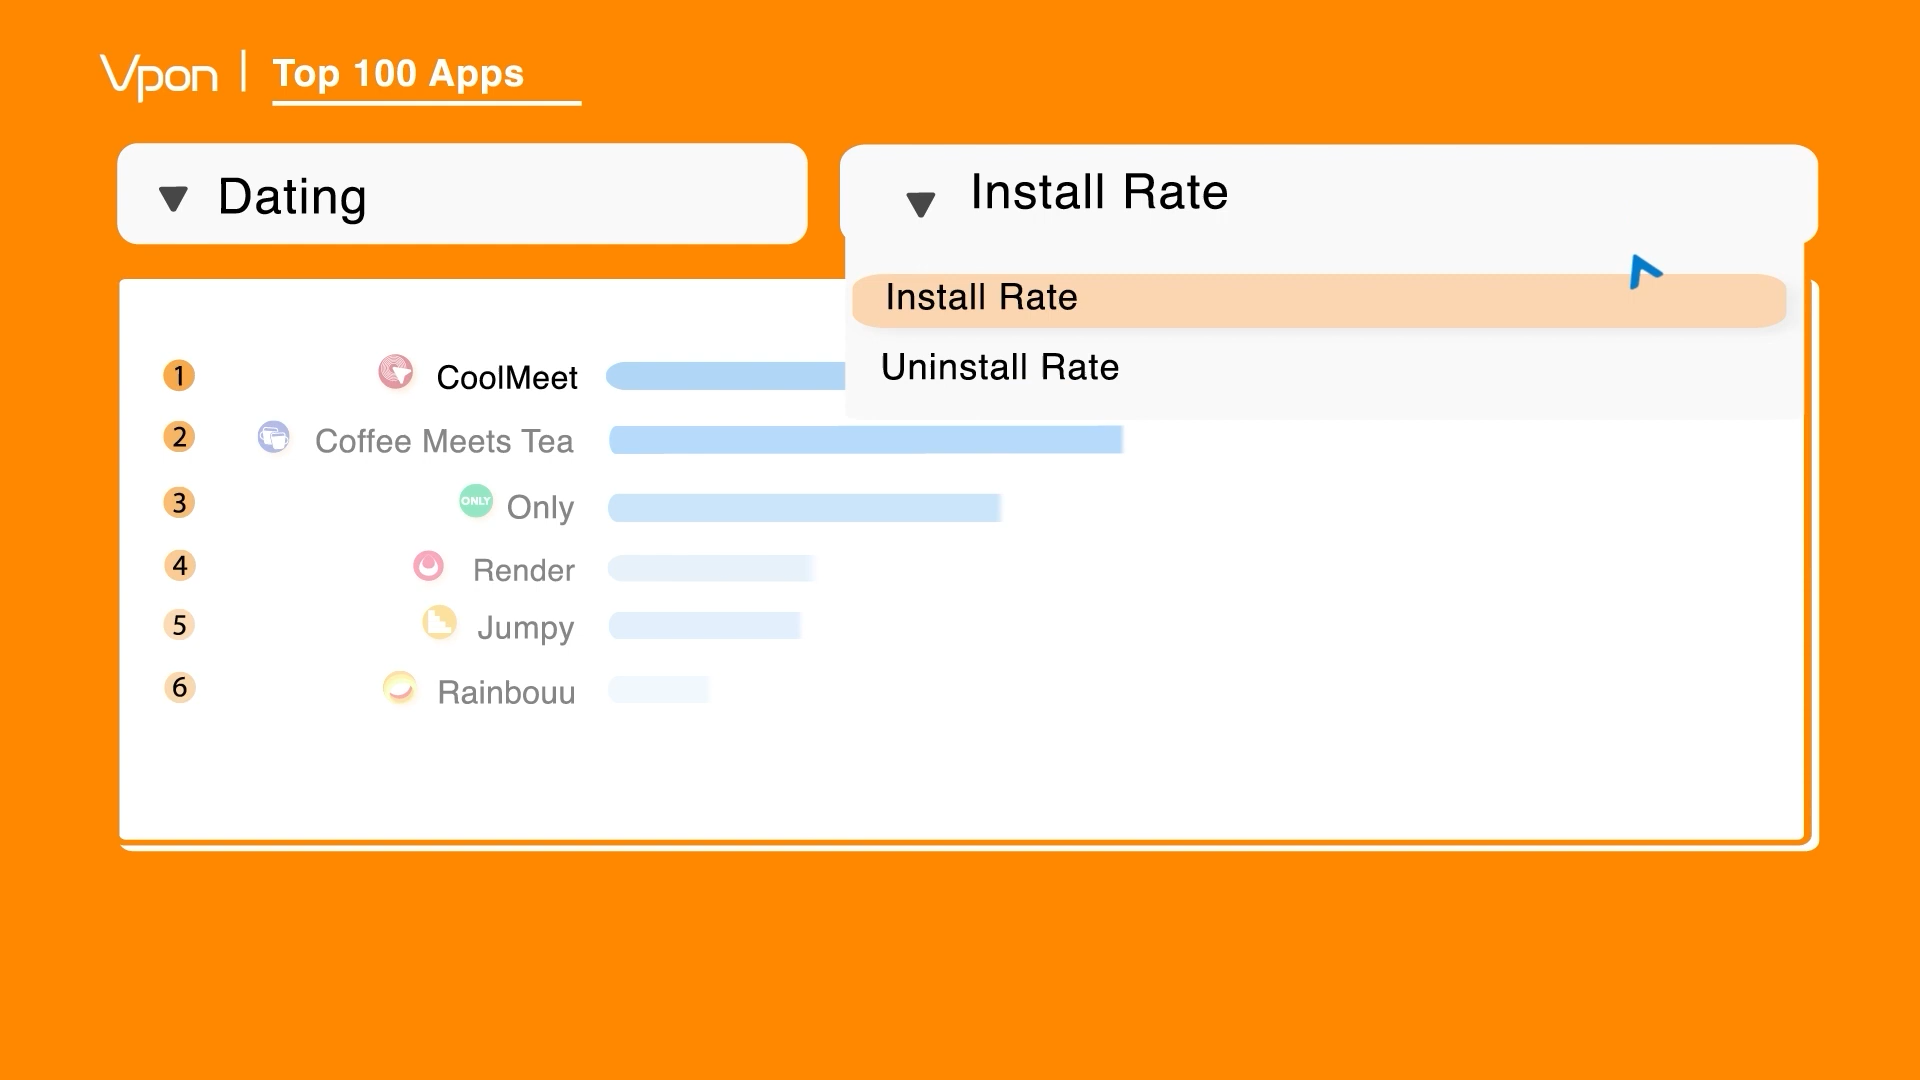 Vpon | Top 100 Apps
Dating
Install Rate
Install Rate
Uninstall Rate
1 CoolMeet
2 Coffee Meets Tea
3 ONLY Only
4 Render
5 Jumpy
6 Rainbouu